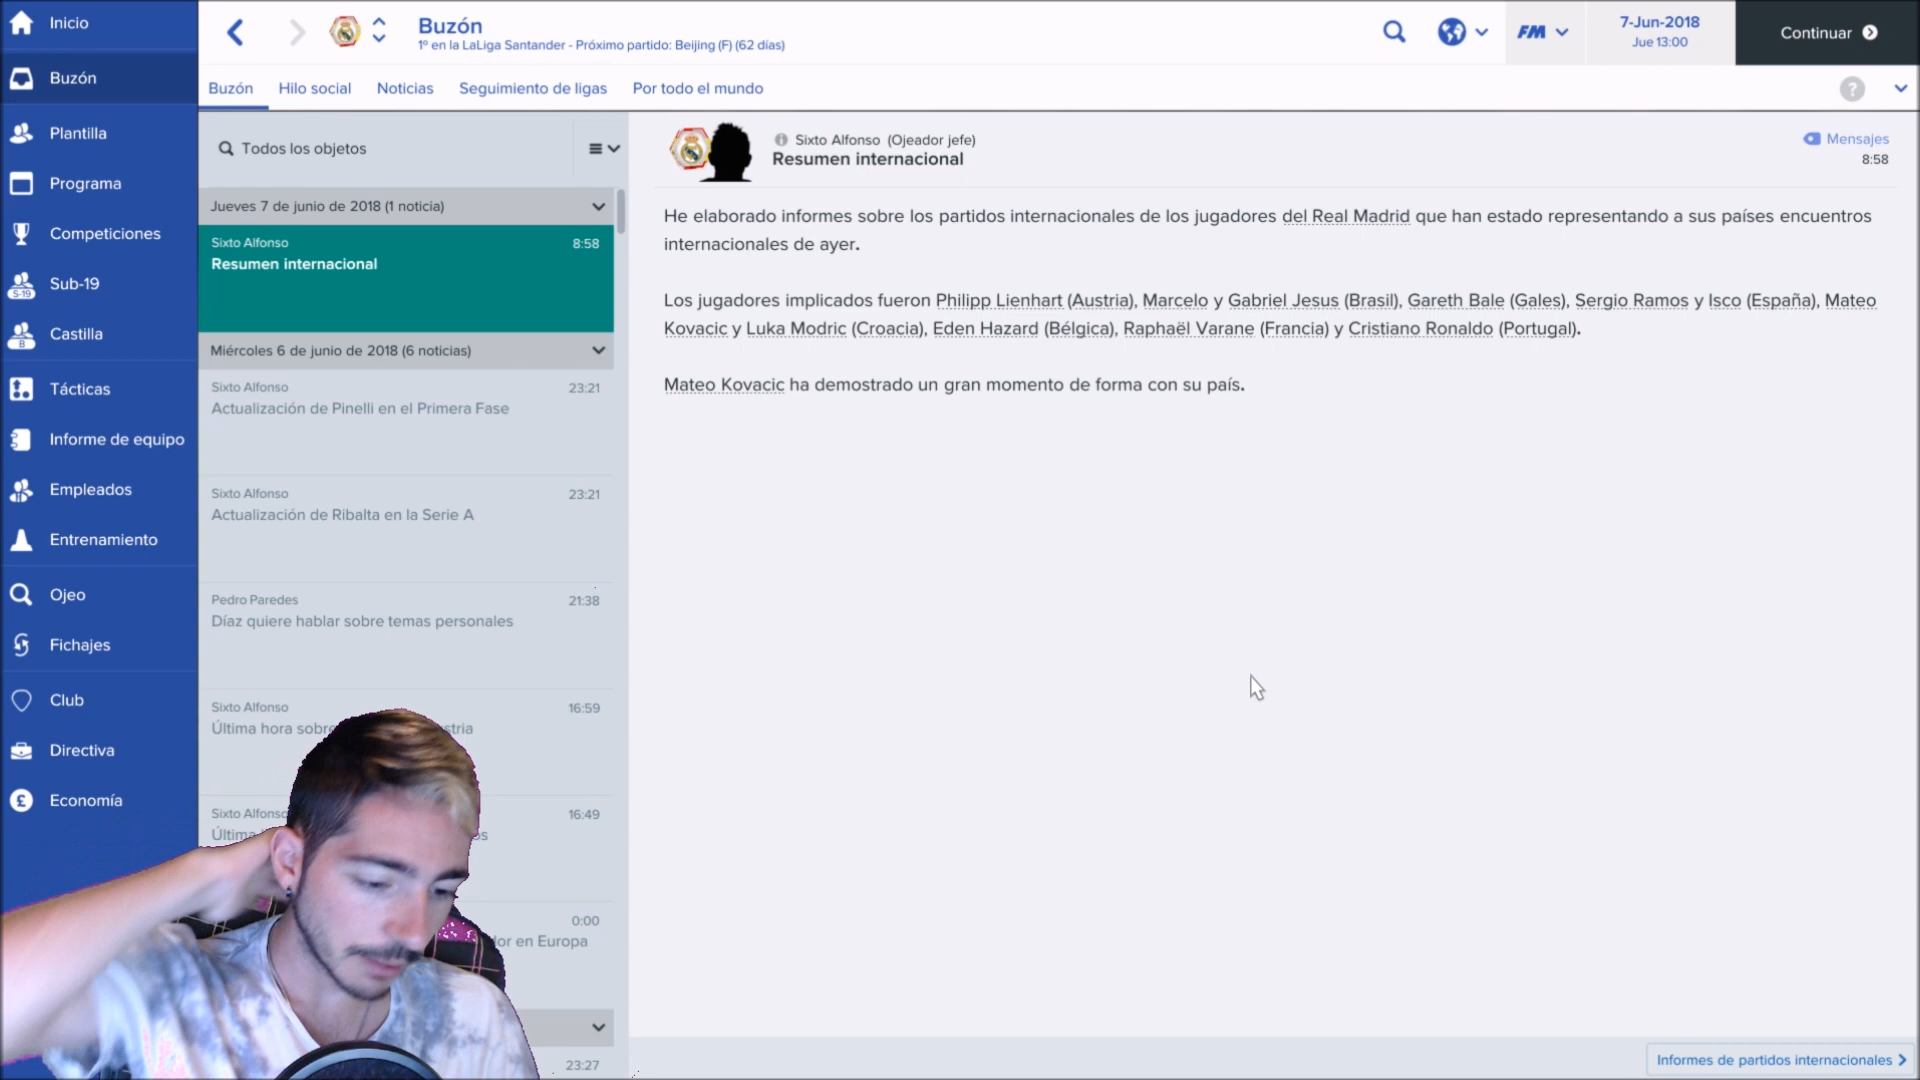 Inicio
Buzón
Plantilla
Programa
Competiciones
S-19
Sub-19
B
Castilla
Tácticas
Informe de equipo
Empleados
Entrenamiento
Ojeo
Fichajes
Club
Directiva
£
Economía
Buzón
1º en la LaLiga Santander - Próximo partido: Beijing (F) (62 días)
FM
7-Jun-2018
Jue 13:00
Continuar
Buzón
Hilo social
Noticias
Seguimiento de ligas
Por todo el mundo
?
Todos los objetos
Jueves 7 de junio de 2018 (1 noticia)
Sixto Alfonso 8:58
Resumen internacional
Miércoles 6 de junio de 2018 (6 noticias)
Sixto Alfonso 23:21
Actualización de Pinelli en el Primera Fase
Sixto Alfonso 23:21
Actualización de Ribalta en la Serie A
Pedro Paredes 21:38
Díaz quiere hablar sobre temas personales
Sixto Alfonso 16:59
Última hora sobre
Sixto Alfonso 16:49
0:00
en Europa
23:27
Sixto Alfonso (Ojeador jefe)
Resumen internacional
Mensajes
8:58
He elaborado informes sobre los partidos internacionales de los jugadores del Real Madrid que han estado representando a sus países encuentros
internacionales de ayer.
Los jugadores implicados fueron Philipp Lienhart (Austria), Marcelo y Gabriel Jesus (Brasil), Gareth Bale (Gales), Sergio Ramos y Isco (España), Mateo
Kovacic y Luka Modric (Croacia), Eden Hazard (Bélgica), Raphaël Varane (Francia) y Cristiano Ronaldo (Portugal).
Mateo Kovacic ha demostrado un gran momento de forma con su país.
Informes de partidos internacionales